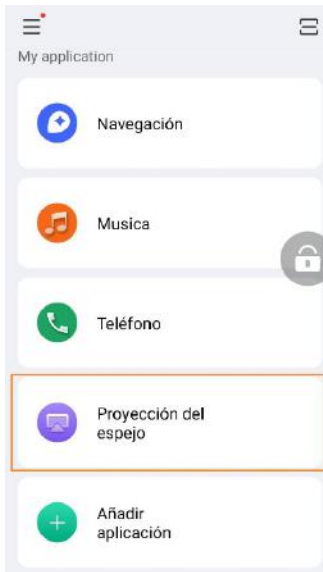 My application
Navegación
Musica
Teléfono
Proyección del
espejo
Añadir
aplicación